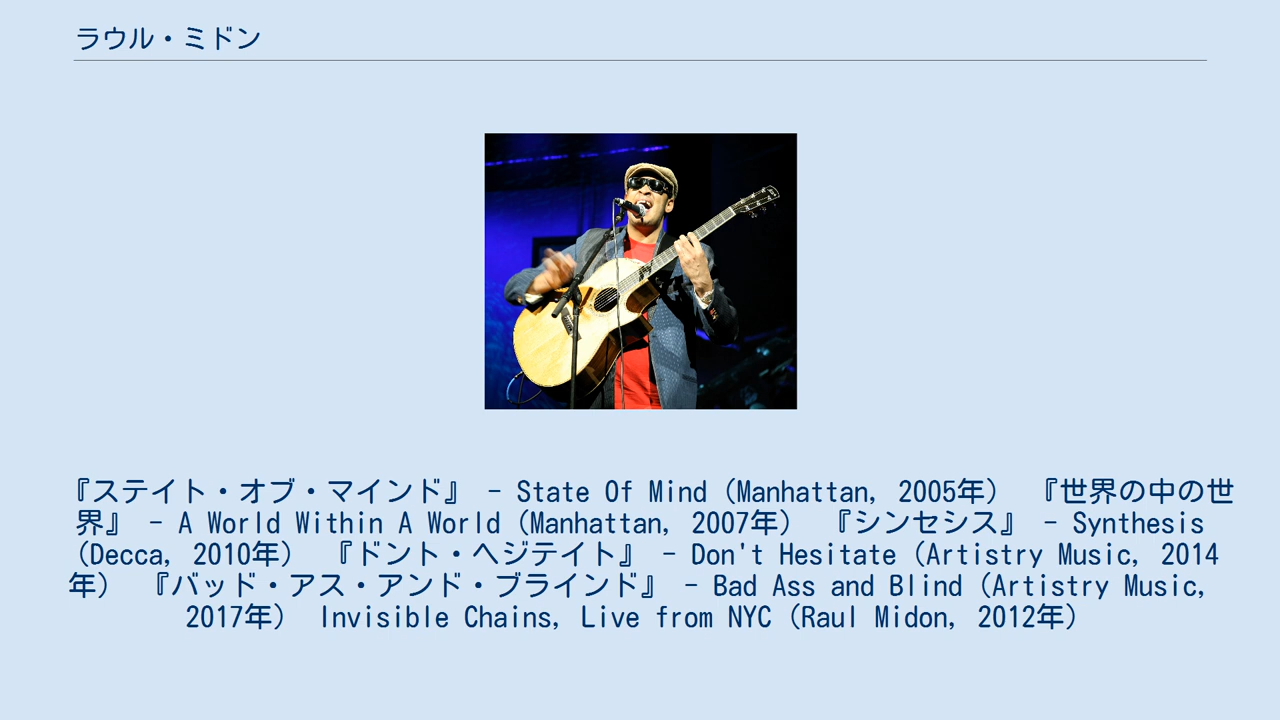 ラウル・ミドン
『ステイト・オブ・マインド』 - State Of Mind (Manhattan, 2005年) 『世界の中の世
界』 - A World Within A World (Manhattan, 2007年) 『シンセシス』 - Synthesis
(Decca, 2010年) 『ドント・ヘジテイト』 - Don't Hesitate (Artistry Music, 2014
年) 『バッド・アス・アンド・ブラインド』 - Bad Ass and Blind (Artistry Music,
2017年) Invisible Chains, Live from NYC (Raul Midon, 2012年)